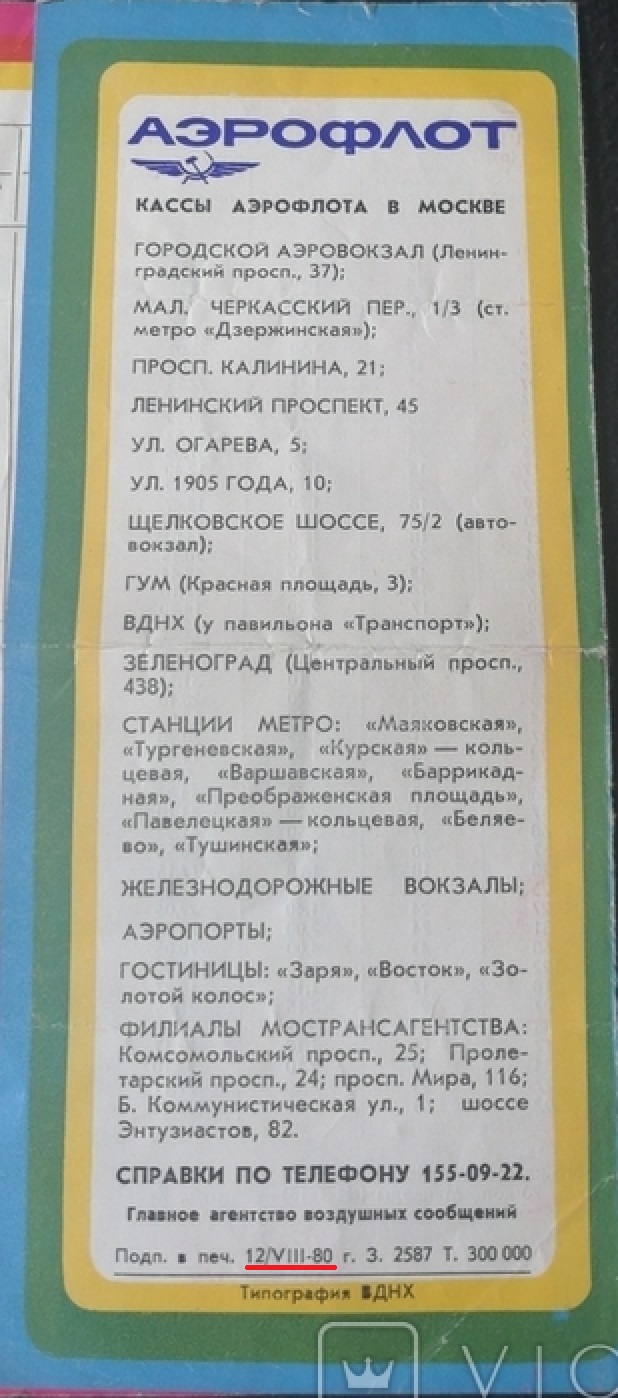 АЭРОФЛОТ
КАССЫ АЭРОФЛОТА В МОСКВЕ
ГОРОДСКОЙ АЭРОВОКЗАЛ (Ленин-
градский просп., 37);
МАЛ. ЧЕРКАССКИЙ ПЕР., 1/3 (ст.
метро «Дзержинская»);
ПРОСП. КАЛИНИНА, 21;
ЛЕНИНСКИЙ ПРОСПЕКТ, 45
УЛ. ОГАРЕВА, 5;
УЛ. 1905 ГОДА, 10;
ЩЕЛКОВСКОЕ ШОССЕ, 75/2 (авто-
вокзал);
ГУМ (Красная площадь, 3);
ВДНХ (у павильона «Транспорт»);
ЗЕЛЕНОГРАД (Центральный просп.,
438);
СТАНЦИИ МЕТРО: «Маяковская»,
«Тургеневская», «Курская» — коль-
цевая, «Варшавская», «Баррикад-
ная», «Преображенская площадь»,
«Павелецкая» — кольцевая, «Беляе-
во», «Тушинская»;
ЖЕЛЕЗНОДОРОЖНЫЕ ВОКЗАЛЫ;
АЭРОПОРТЫ;
ГОСТИНИЦЫ: «Заря», «Восток», «Зо-
лотой колос»;
ФИЛИАЛЫ МОСТРАНСАГЕНТСТВА:
Комсомольский просп., 25; Проле-
тарский просп., 24; просп. Мира, 116;
Б. Коммунистическая ул., 1; шоссе
Энтузиастов, 82.
СПРАВКИ ПО ТЕЛЕФОНУ 155-09-22.
Главное агентство воздушных сообщений
Подп. в печ. 12/VIII-80 г. З. 2587 Т. 300 000
Типография ВДНХ